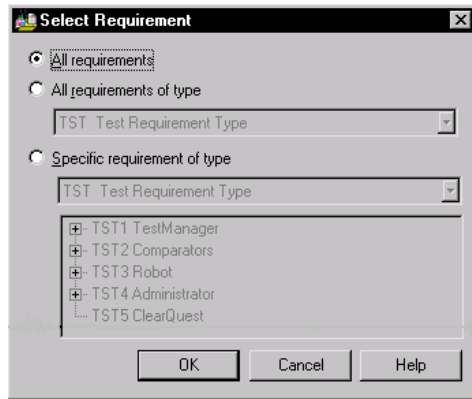 Select Requirement
All requirements
All requirements of type
TST Test Requirement Type
Specific requirement of type
TST Test Requirement Type
TST1 TestManager
TST2 Comparators
TST3 Robot
TST4 Administrator
TST5 ClearQuest
OK Cancel Help